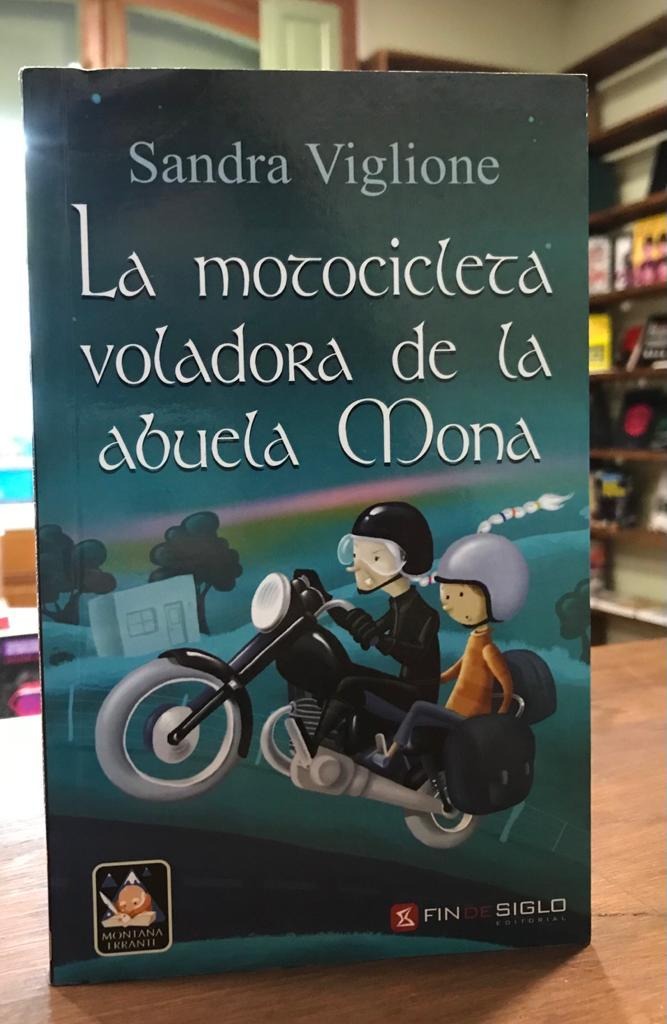 Sandra Viglione
La motocicleta
voladora de la
abuela Mona
MONTAÑA
ERRANTE
FIN DE SIGLO
EDITORIAL